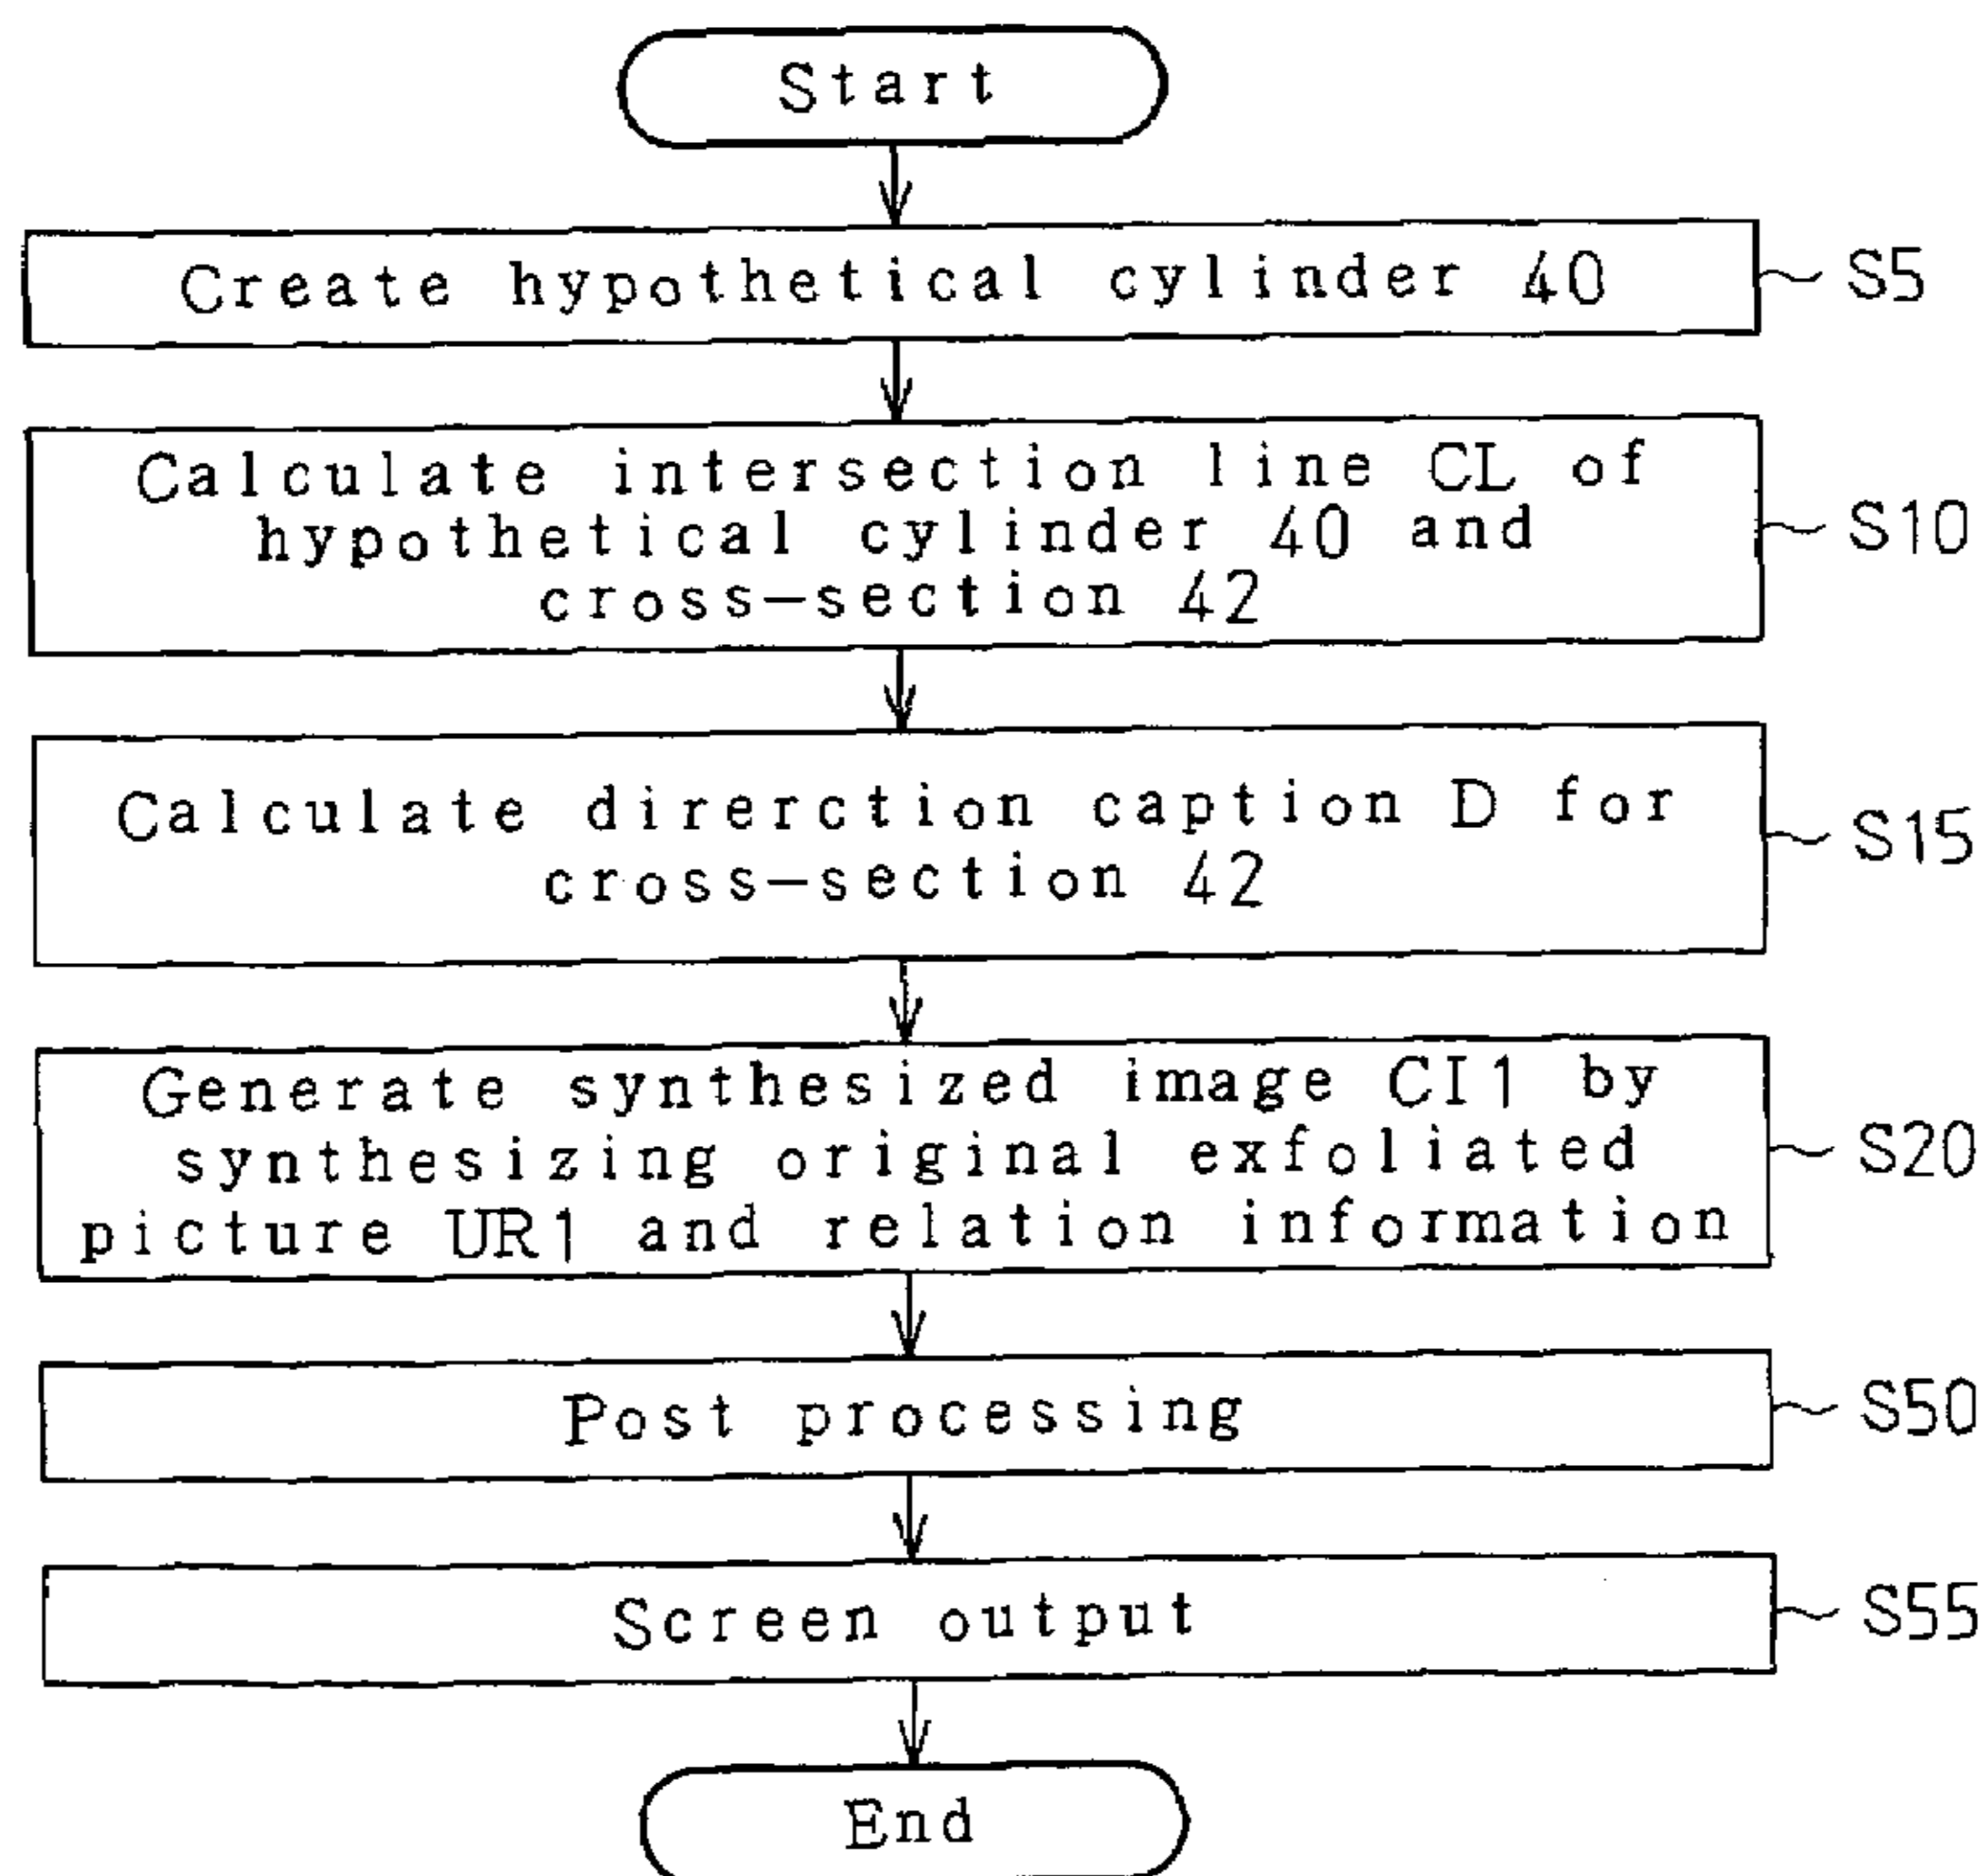 Start
Create hypothetical cylinder 40
S5
Calculate intersection line CL of
hypothetical cylinder 40 and
cross-section 42
S10
Calculate direrction caption D for
cross-section 42
S15
Generate synthesized image CI1 by
synthesizing original exfoliated
picture UR1 and relation information
S20
Post processing
S50
Screen output
S55
End